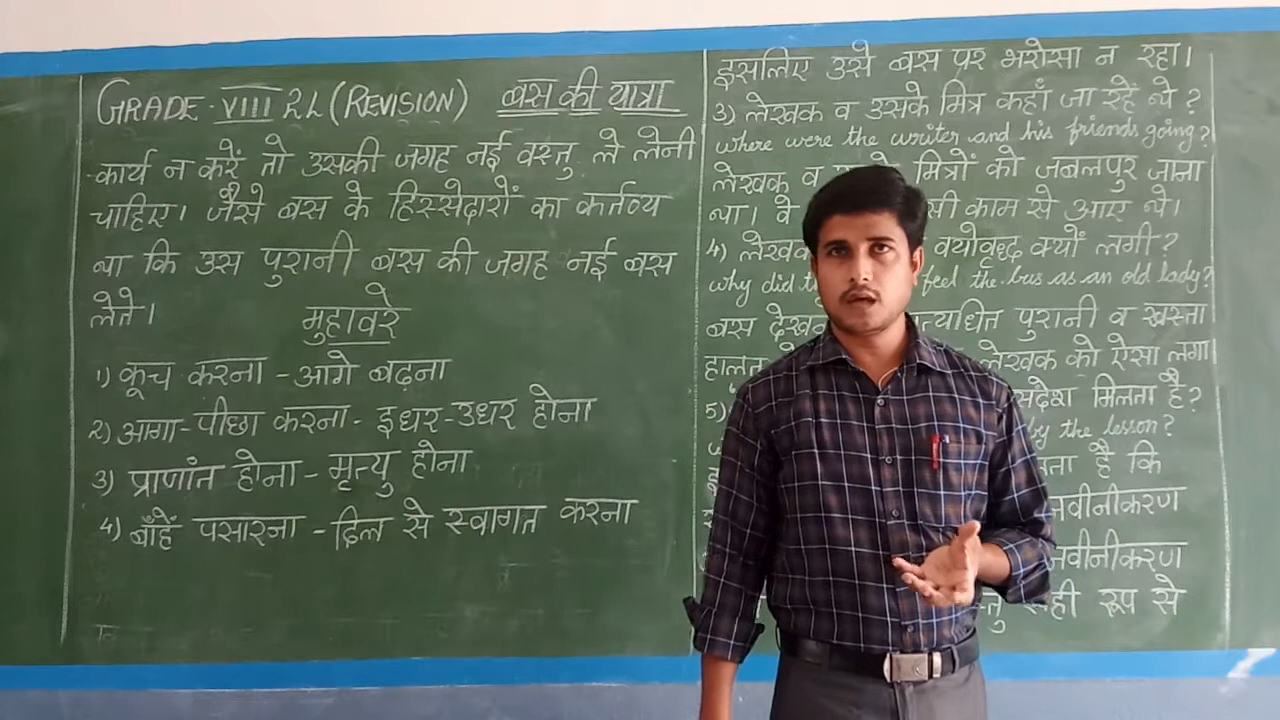 GRADE-VIII 2L (REVISION) बस की यात्रा
कार्य न करें तो उसकी जगह नई वस्तु ले लेनी
चाहिए। जैसे बस के हिस्सेदारों का कर्तव्य
था कि उस पुरानी बस की जगह नई बस
लेते।
मुहावरे
1) कूच करना - आगे बढ़ना
2) आगा-पीछा करना- इधर-उधर होना
3) प्राणांत होना - मृत्यु होना
4) बाँहें पसारना - दिल से स्वागत करना
इसलिए उसे बस पर भरोसा न रहा।
3) लेखक व उसके मित्र कहाँ जा रहे थे?
where were the writer and his friends going?
लेखक व मित्रों को जबलपुर जाना
था। वे सी काम से आए थे।
4) लेखक वयोवृद्ध क्यों लगी?
why did feel the bus as an old lady?
बस पुरानी व खस्ता
हालत लेखक को ऐसा लगा
5) संदेश मिलता है?
by the lesson?
है कि
नवीनीकरण
नवीनीकरण
सही रूप से